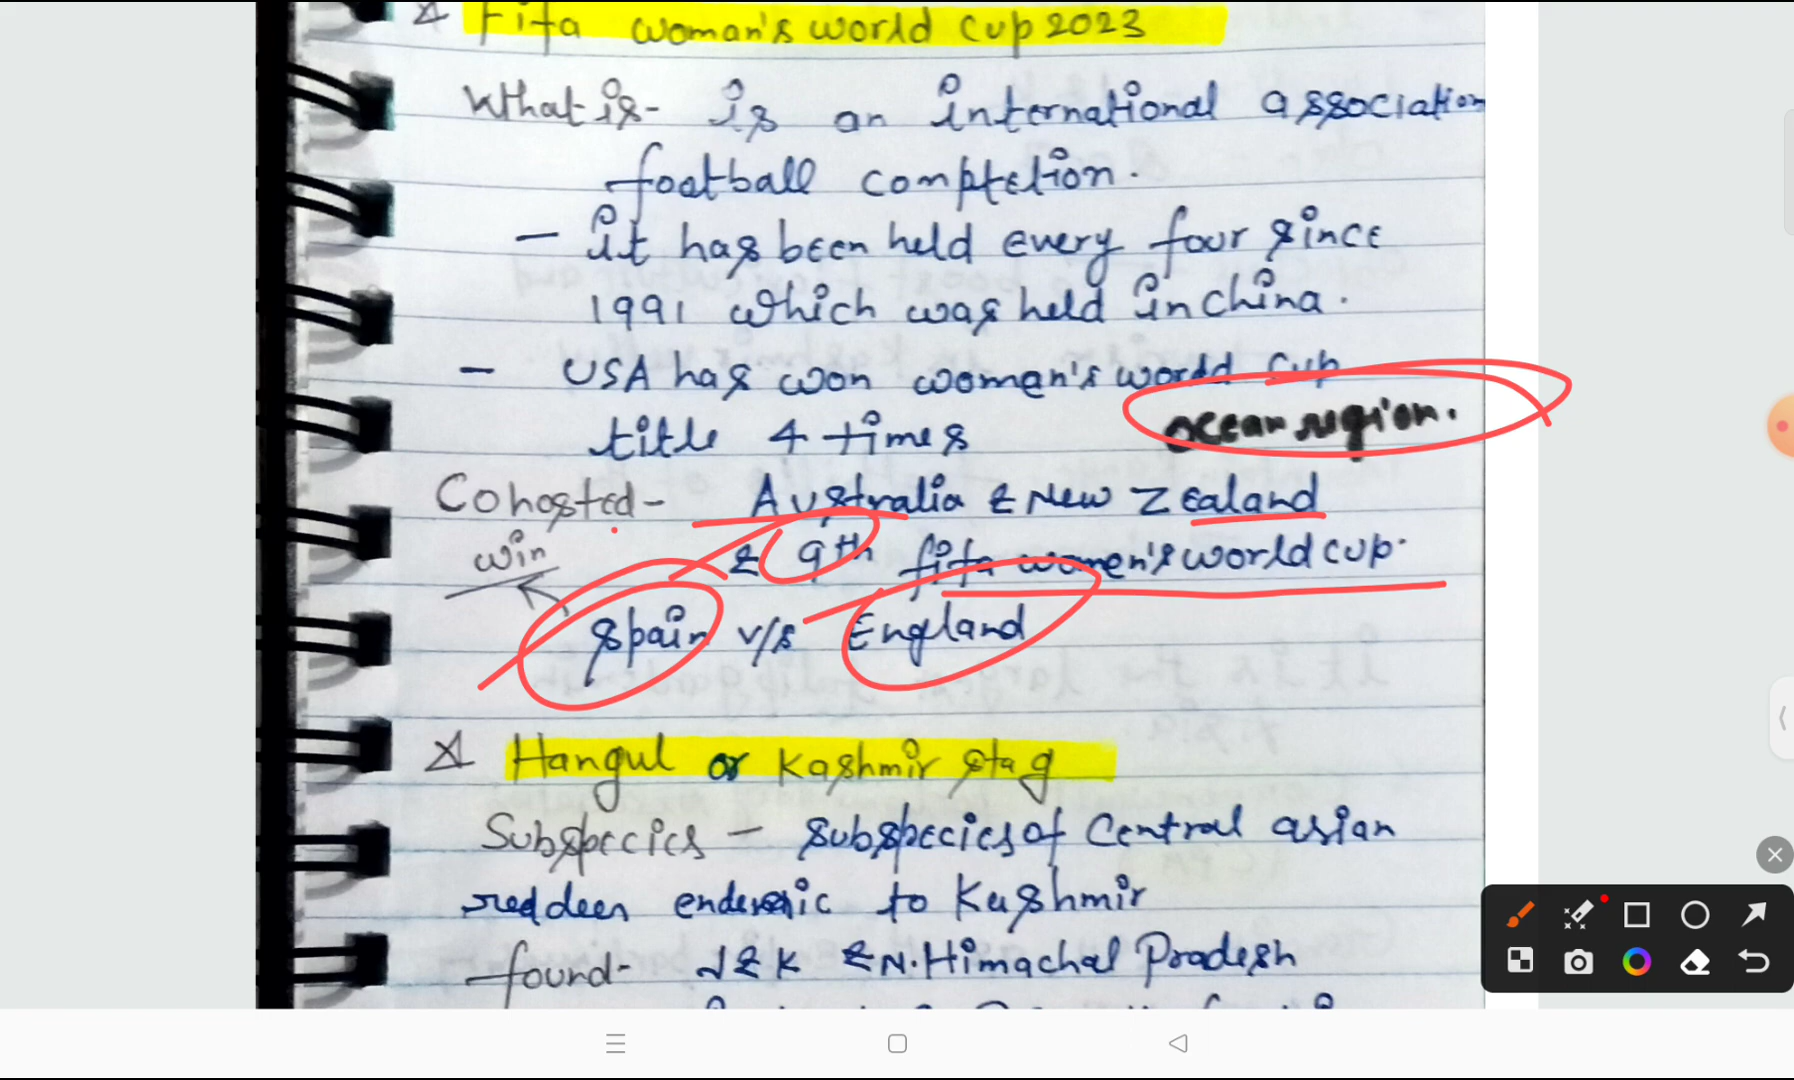 Fifa woman's world cup 2023
What is- is an international association
football comptetion.
- it has been held every four since
1991 which was held in china.
- USA has won woman's world cup
title 4 times
ocean region.
Cohosted- Australia & New Zealand
& 9th fifa women's world cup.
win
Spain v/s England
Hangul or Kashmir stag
Subspecies - subspecies of Central asian
red deer endemic to Kashmir
found- J&K & N. Himachal Pradesh